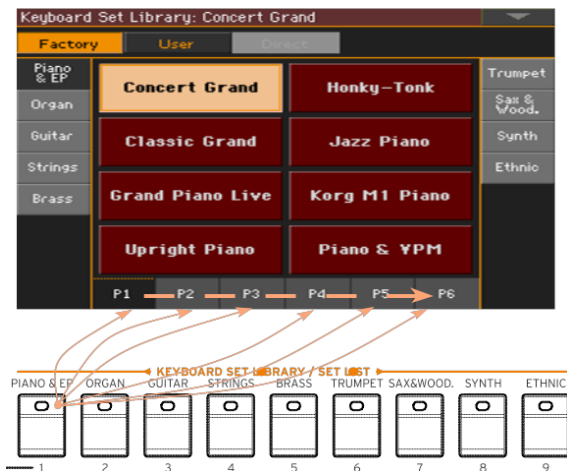 Keyboard Set Library: Concert Grand
Factory User Direct
Piano
& EP
Organ
Guitar
Strings
Brass
Concert Grand Honky-Tonk
Classic Grand Jazz Piano
Grand Piano Live Korg M1 Piano
Upright Piano Piano & VPM
Trumpet
Sax &
Wood.
Synth
Ethnic
P1 P2 P3 P4 P5 P6
KEYBOARD SET LIBRARY / SET LIST
PIANO & EP ORGAN GUITAR STRINGS BRASS TRUMPET SAX&WOOD. SYNTH ETHNIC
1 2 3 4 5 6 7 8 9